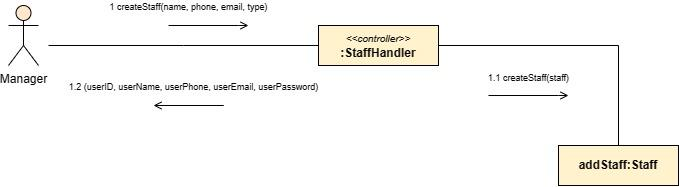 1 createStaff(name, phone, email, type)
<<controller>>
:StaffHandler
Manager
1.2 (userID, userName, userPhone, userEmail, userPassword)
1.1 createStaff(staff)
addStaff:Staff